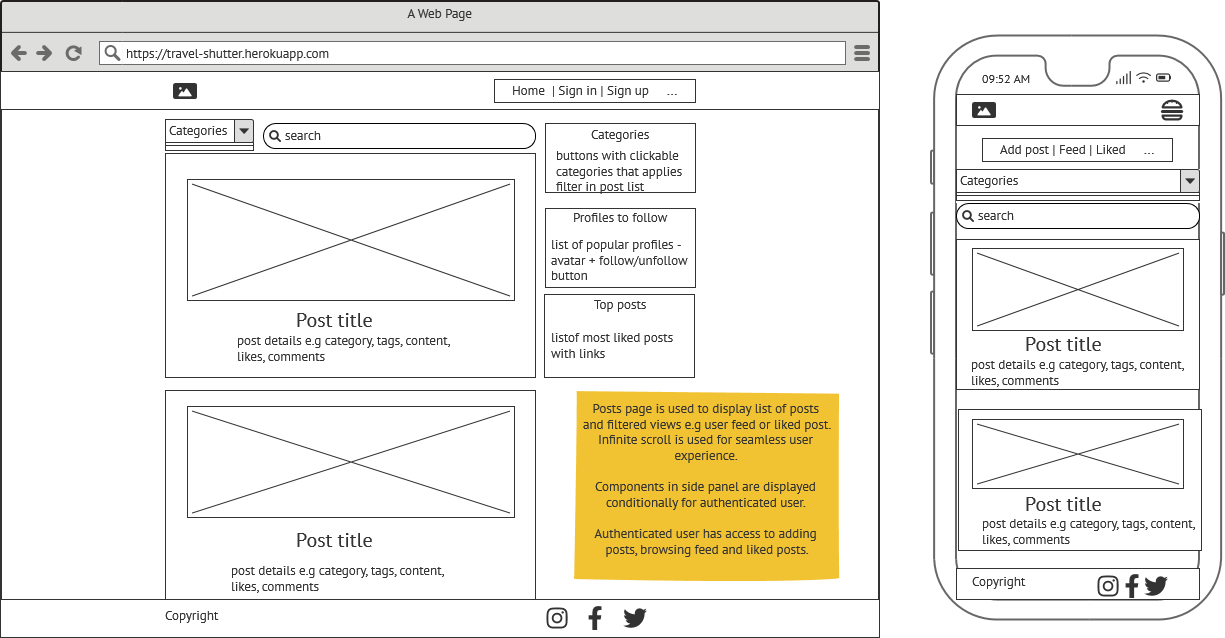 A Web Page
https://travel-shutter.herokuapp.com
Home | Sign in | Sign up ...
Categories
search
Post title
post details e.g category, tags, content,
likes, comments
Post title
post details e.g category, tags, content,
likes, comments
Categories
buttons with clickable
categories that applies
filter in post list
Profiles to follow
list of popular profiles -
avatar + follow/unfollow
button
Top posts
listof most liked posts
with links
Posts page is used to display list of posts
and filtered views e.g user feed or liked post.
Infinite scroll is used for seamless user
experience.
Components in side panel are displayed
conditionally for authenticated user.
Authenticated user has access to adding
posts, browsing feed and liked posts.
Copyright
09:52 AM
Add post | Feed | Liked ...
Categories
search
Post title
post details e.g category, tags, content,
likes, comments
Post title
post details e.g category, tags, content,
likes, comments
Copyright